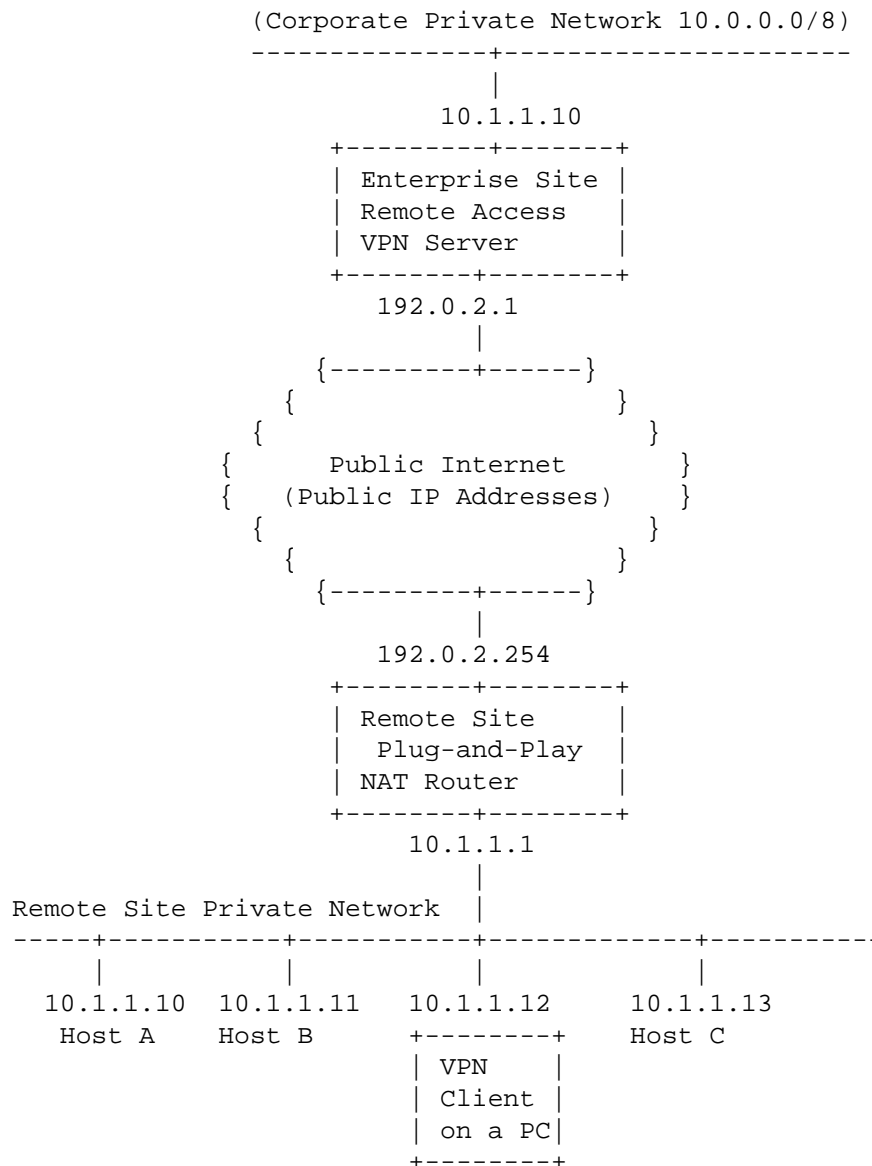 (Corporate Private Network 10.0.0.0/8)
10.1.1.10
Enterprise Site
Remote Access
VPN Server
192.0.2.1
Public Internet
(Public IP Addresses)
192.0.2.254
Remote Site
Plug-and-Play
NAT Router
10.1.1.1
Remote Site Private Network
10.1.1.10 10.1.1.11 10.1.1.12 10.1.1.13
Host A Host B Host C
VPN
Client
on a PC